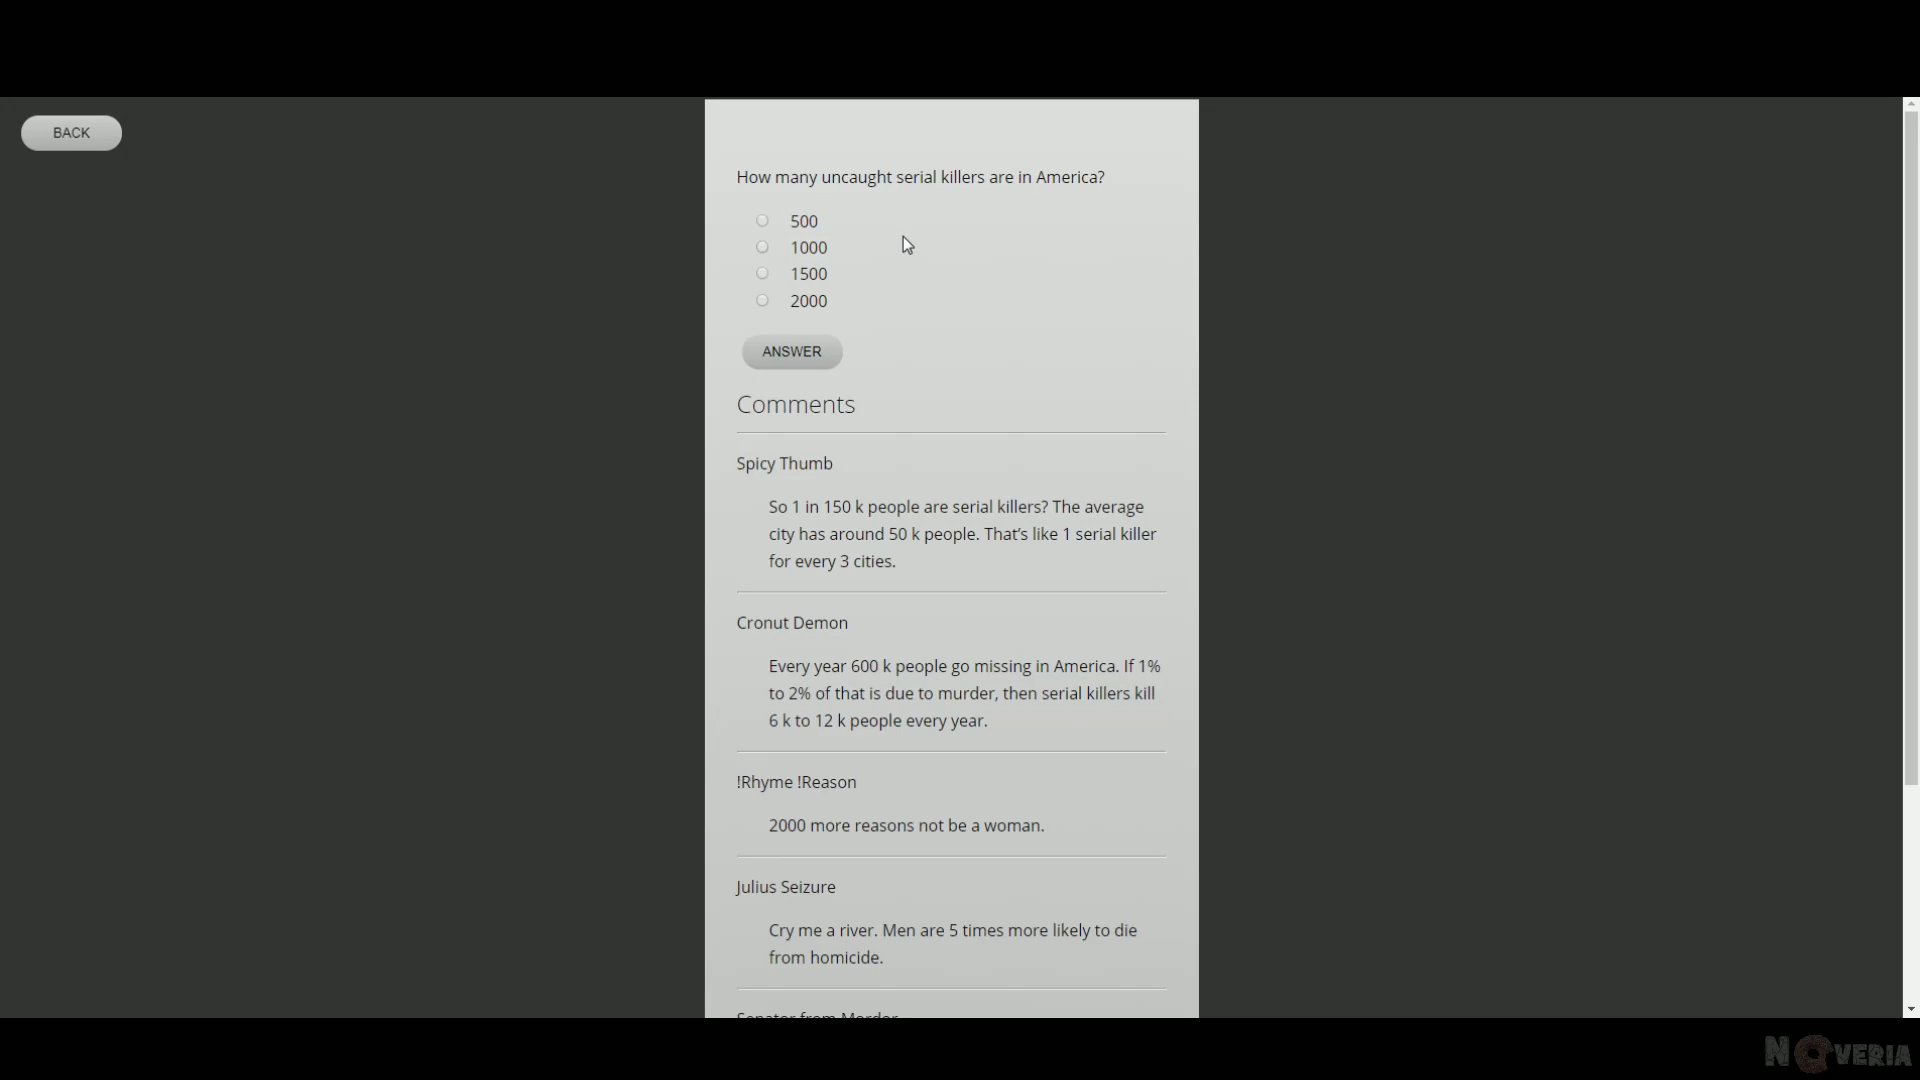 BACK
How many uncaught serial killers are in America?
500
1000
1500
2000
ANSWER
Comments
Spicy Thumb
So 1 in 150 k people are serial killers? The average
city has around 50 k people. That's like 1 serial killer
for every 3 cities.
Cronut Demon
Every year 600 k people go missing in America. If 1%
to 2% of that is due to murder, then serial killers kill
6 k to 12 k people every year.
!Rhyme !Reason
2000 more reasons not be a woman.
Julius Seizure
Cry me a river. Men are 5 times more likely to die
from homicide.
Senator from Morder
NOVERIA